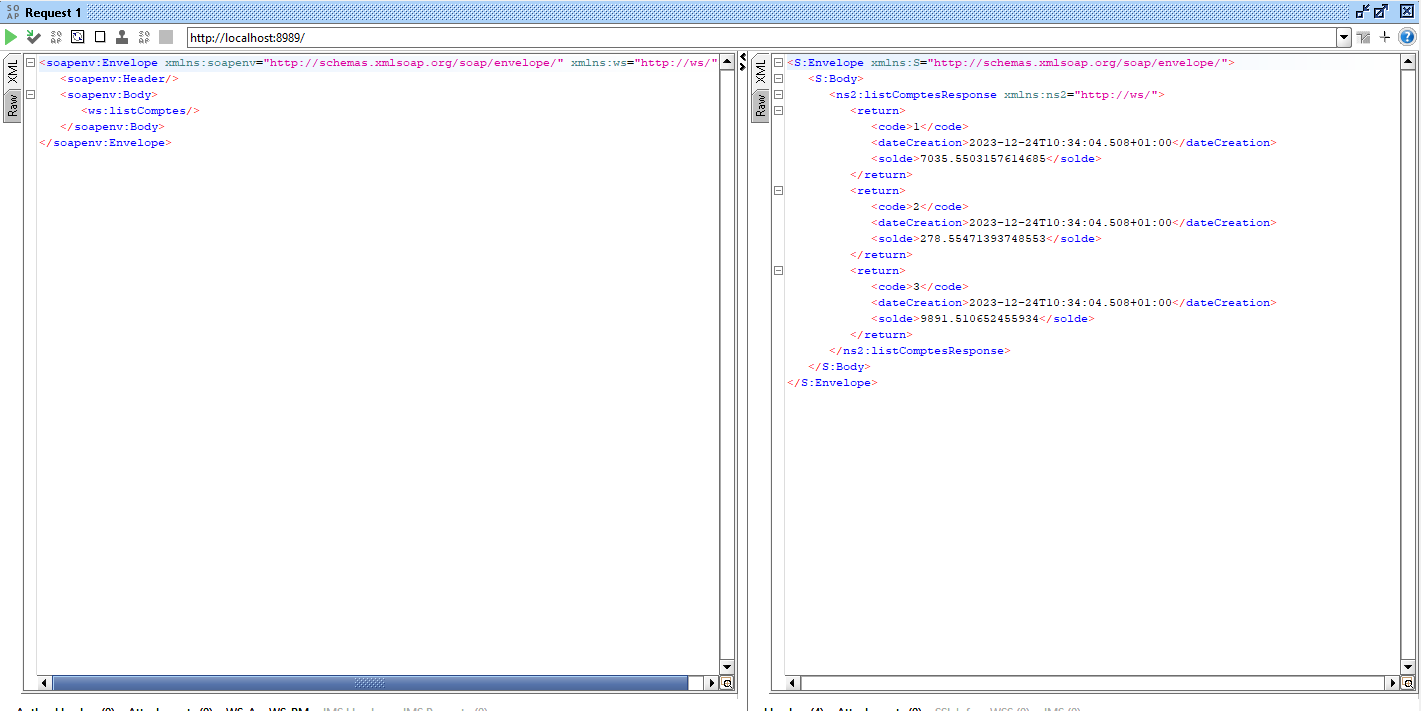 SO AP Request 1
http://localhost:8989/
XML
Raw
<soapenv:Envelope xmlns:soapenv="http://schemas.xmlsoap.org/soap/envelope/" xmlns:ws="http://ws/"
<soapenv:Header/>
<soapenv:Body>
<ws:listComptes/>
</soapenv:Body>
</soapenv:Envelope>
XML
Raw
<S:Envelope xmlns:S="http://schemas.xmlsoap.org/soap/envelope/">
<S:Body>
<ns2:listComptesResponse xmlns:ns2="http://ws/">
<return>
<code>1</code>
<dateCreation>2023-12-24T10:34:04.508+01:00</dateCreation>
<solde>7035.5503157614685</solde>
</return>
<return>
<code>2</code>
<dateCreation>2023-12-24T10:34:04.508+01:00</dateCreation>
<solde>278.55471393748553</solde>
</return>
<return>
<code>3</code>
<dateCreation>2023-12-24T10:34:04.508+01:00</dateCreation>
<solde>9891.510652455934</solde>
</return>
</ns2:listComptesResponse>
</S:Body>
</S:Envelope>